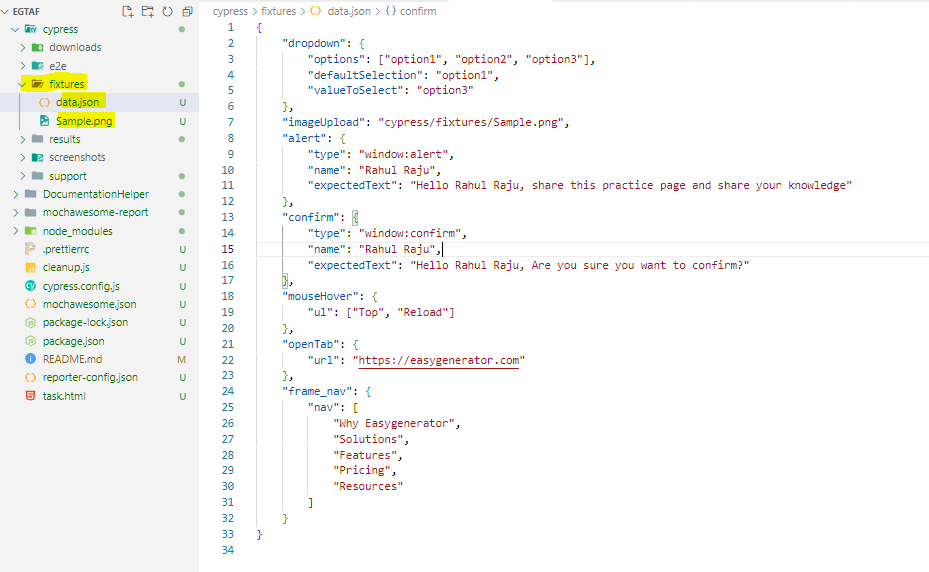 EGTAF
cypress
downloads
e2e
fixtures
data.json U
Sample.png U
results
screenshots
support
DocumentationHelper
mochawesome-report
node_modules
.prettierrc U
cleanup.js U
cypress.config.js U
mochawesome.json U
package-lock.json U
package.json U
README.md M
reporter-config.json U
task.html U
cypress > fixtures > {} data.json > {} confirm
1 {
2 "dropdown": {
3 "options": ["option1", "option2", "option3"],
4 "defaultSelection": "option1",
5 "valueToSelect": "option3"
6 },
7 "imageUpload": "cypress/fixtures/Sample.png",
8 "alert": {
9 "type": "window:alert",
10 "name": "Rahul Raju",
11 "expectedText": "Hello Rahul Raju, share this practice page and share your knowledge"
12 },
13 "confirm": {
14 "type": "window:confirm",
15 "name": "Rahul Raju",
16 "expectedText": "Hello Rahul Raju, Are you sure you want to confirm?"
17 },
18 "mouseHover": {
19 "ul": ["Top", "Reload"]
20 },
21 "openTab": {
22 "url": "https://easygenerator.com"
23 },
24 "frame_nav": {
25 "nav": [
26 "Why Easygenerator",
27 "Solutions",
28 "Features",
29 "Pricing",
30 "Resources"
31 ]
32 }
33 }
34